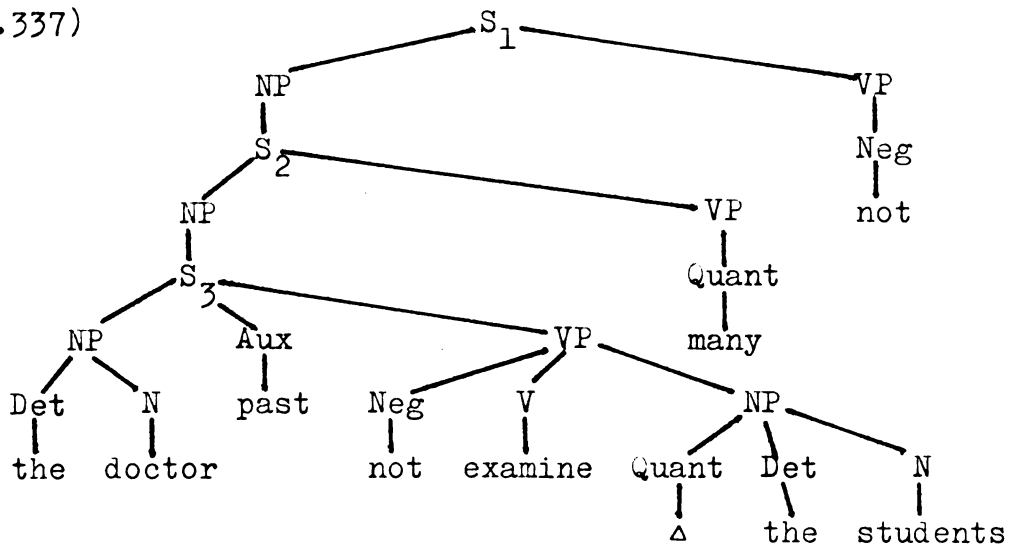 .337)
S1
NP VP
S2 Neg
NP VP not
S3 Quant
NP Aux VP many
Det N past Neg V NP
the doctor not examine Quant Det N
Δ the students